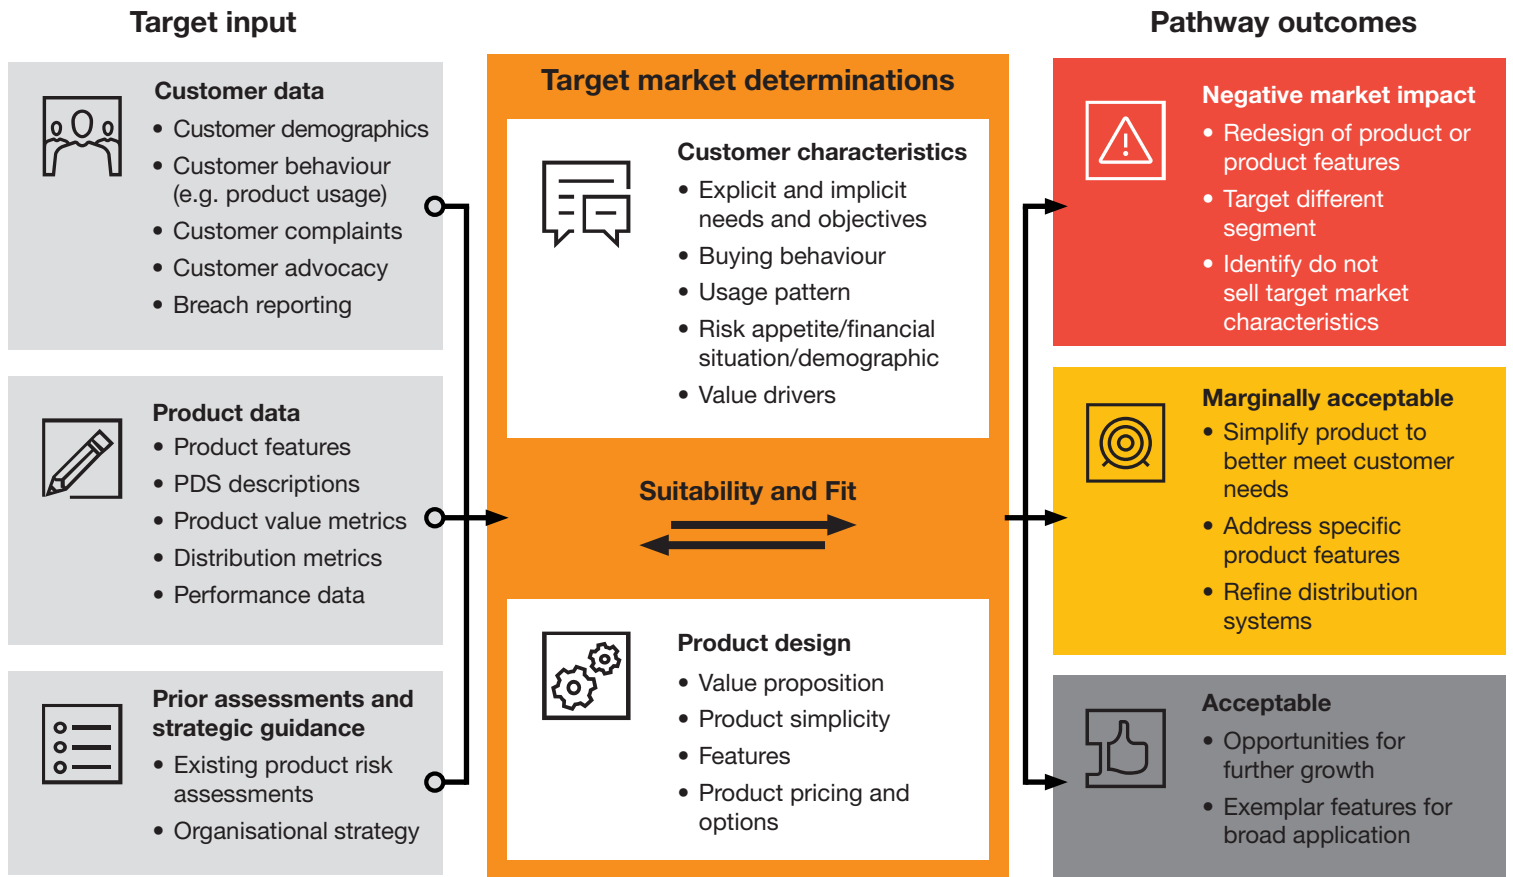 Target input
Customer data
• Customer demographics
• Customer behaviour
(e.g. product usage)
• Customer complaints
• Customer advocacy
• Breach reporting
Product data
• Product features
• PDS descriptions
• Product value metrics
• Distribution metrics
• Performance data
Prior assessments and
strategic guidance
• Existing product risk
assessments
• Organisational strategy
Target market determinations
Customer characteristics
• Explicit and implicit
needs and objectives
• Buying behaviour
• Usage pattern
• Risk appetite/financial
situation/demographic
• Value drivers
Suitability and Fit
Product design
• Value proposition
• Product simplicity
• Features
• Product pricing and
options
Pathway outcomes
Negative market impact
• Redesign of product or
product features
• Target different
segment
• Identify do not
sell target market
characteristics
Marginally acceptable
• Simplify product to
better meet customer
needs
• Address specific
product features
• Refine distribution
systems
Acceptable
• Opportunities for
further growth
• Exemplar features for
broad application